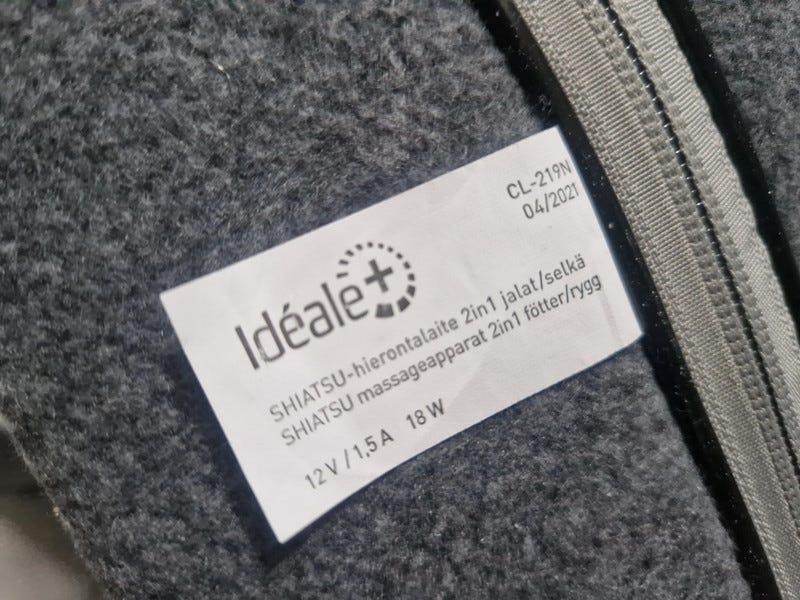 CL-219N
04/2021
Idéale+
SHIATSU-hierontalaite 2in1 jalat/selkä
SHIATSU massageapparat 2in1 fötter/rygg
12 V / 1,5 A 18 W